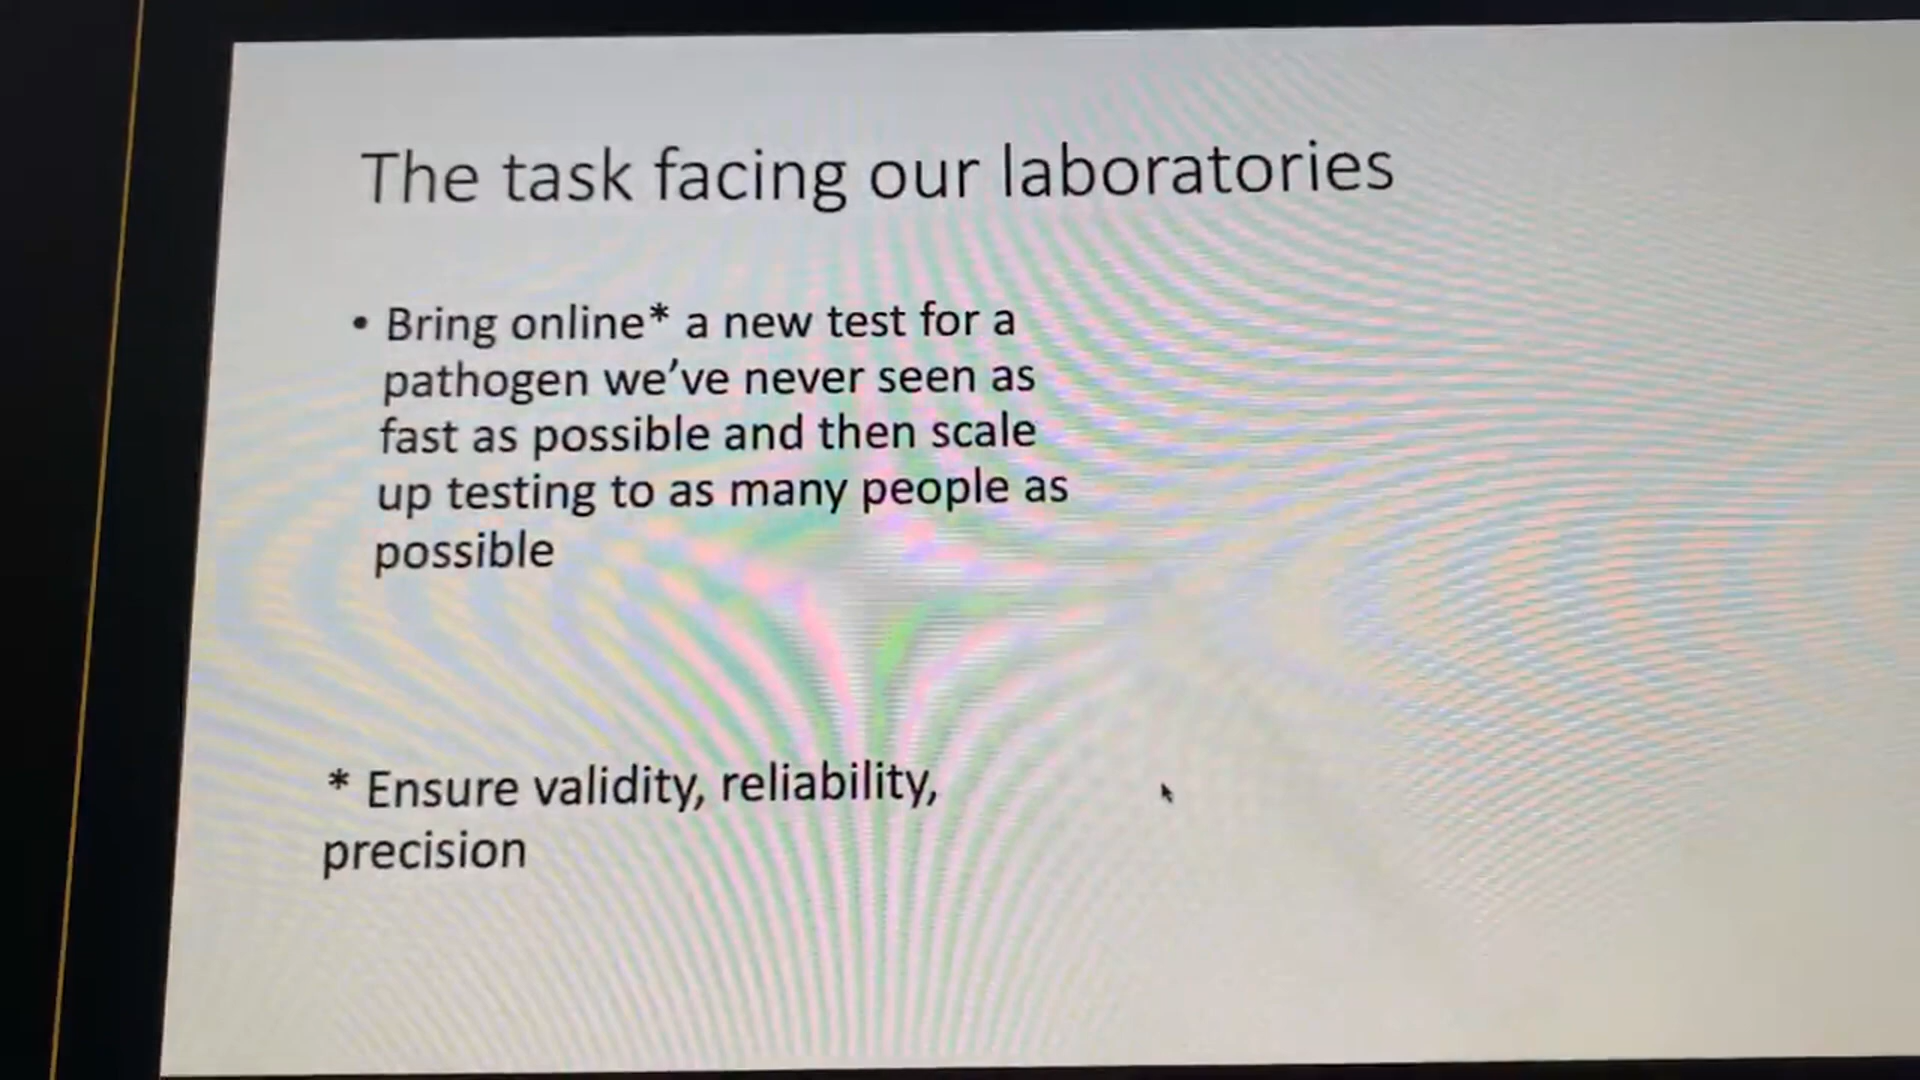 The task facing our laboratories
• Bring online* a new test for a
pathogen we've never seen as
fast as possible and then scale
up testing to as many people as
possible
* Ensure validity, reliability,
precision